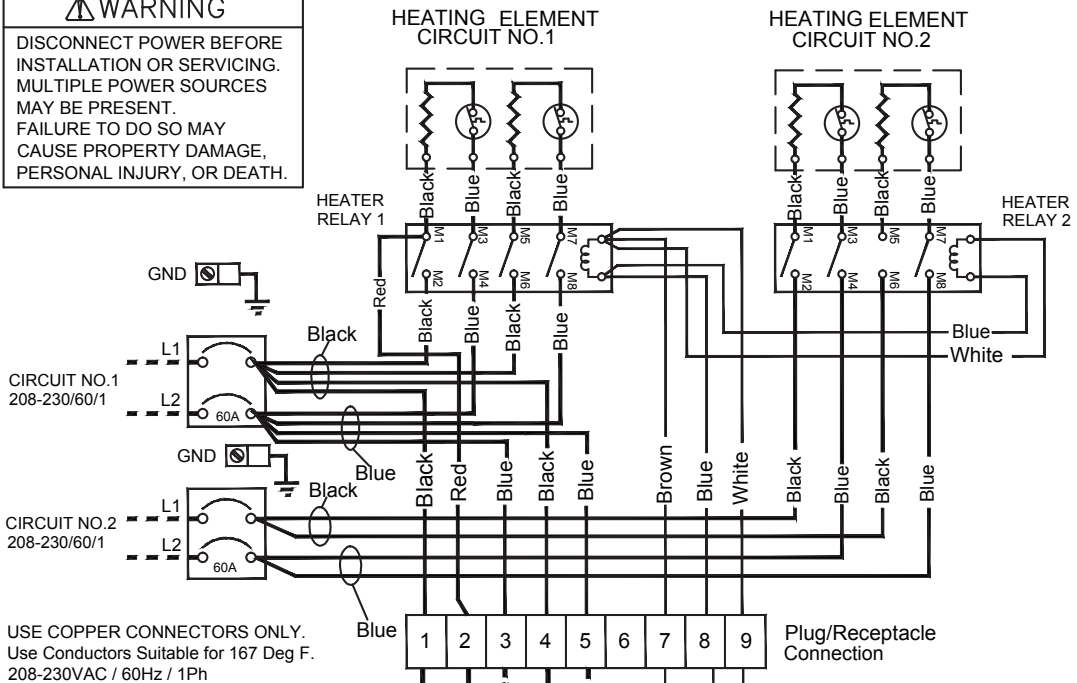 ⚠ WARNING
DISCONNECT POWER BEFORE
INSTALLATION OR SERVICING.
MULTIPLE POWER SOURCES
MAY BE PRESENT.
FAILURE TO DO SO MAY
CAUSE PROPERTY DAMAGE,
PERSONAL INJURY, OR DEATH.
HEATING ELEMENT
CIRCUIT NO.1
HEATING ELEMENT
CIRCUIT NO.2
Black
Blue
Black
Blue
Black
Blue
Black
Blue
HEATER
RELAY 1
HEATER
RELAY 2
M1
M3
M5
M7
M2
M4
M6
M8
M1
M3
M5
M7
M2
M4
M6
M8
GND
Red
Black
Blue
Black
Blue
Black
Blue
White
L1
CIRCUIT NO.1
208-230/60/1
L2
60A
GND
Blue
Black
Black
Red
Blue
Black
Blue
Brown
Blue
White
Black
Blue
Black
Blue
L1
CIRCUIT NO.2
208-230/60/1
L2
60A
Blue
USE COPPER CONNECTORS ONLY.
Use Conductors Suitable for 167 Deg F.
208-230VAC / 60Hz / 1Ph
1 2 3 4 5 6 7 8 9
Plug/Receptacle
Connection